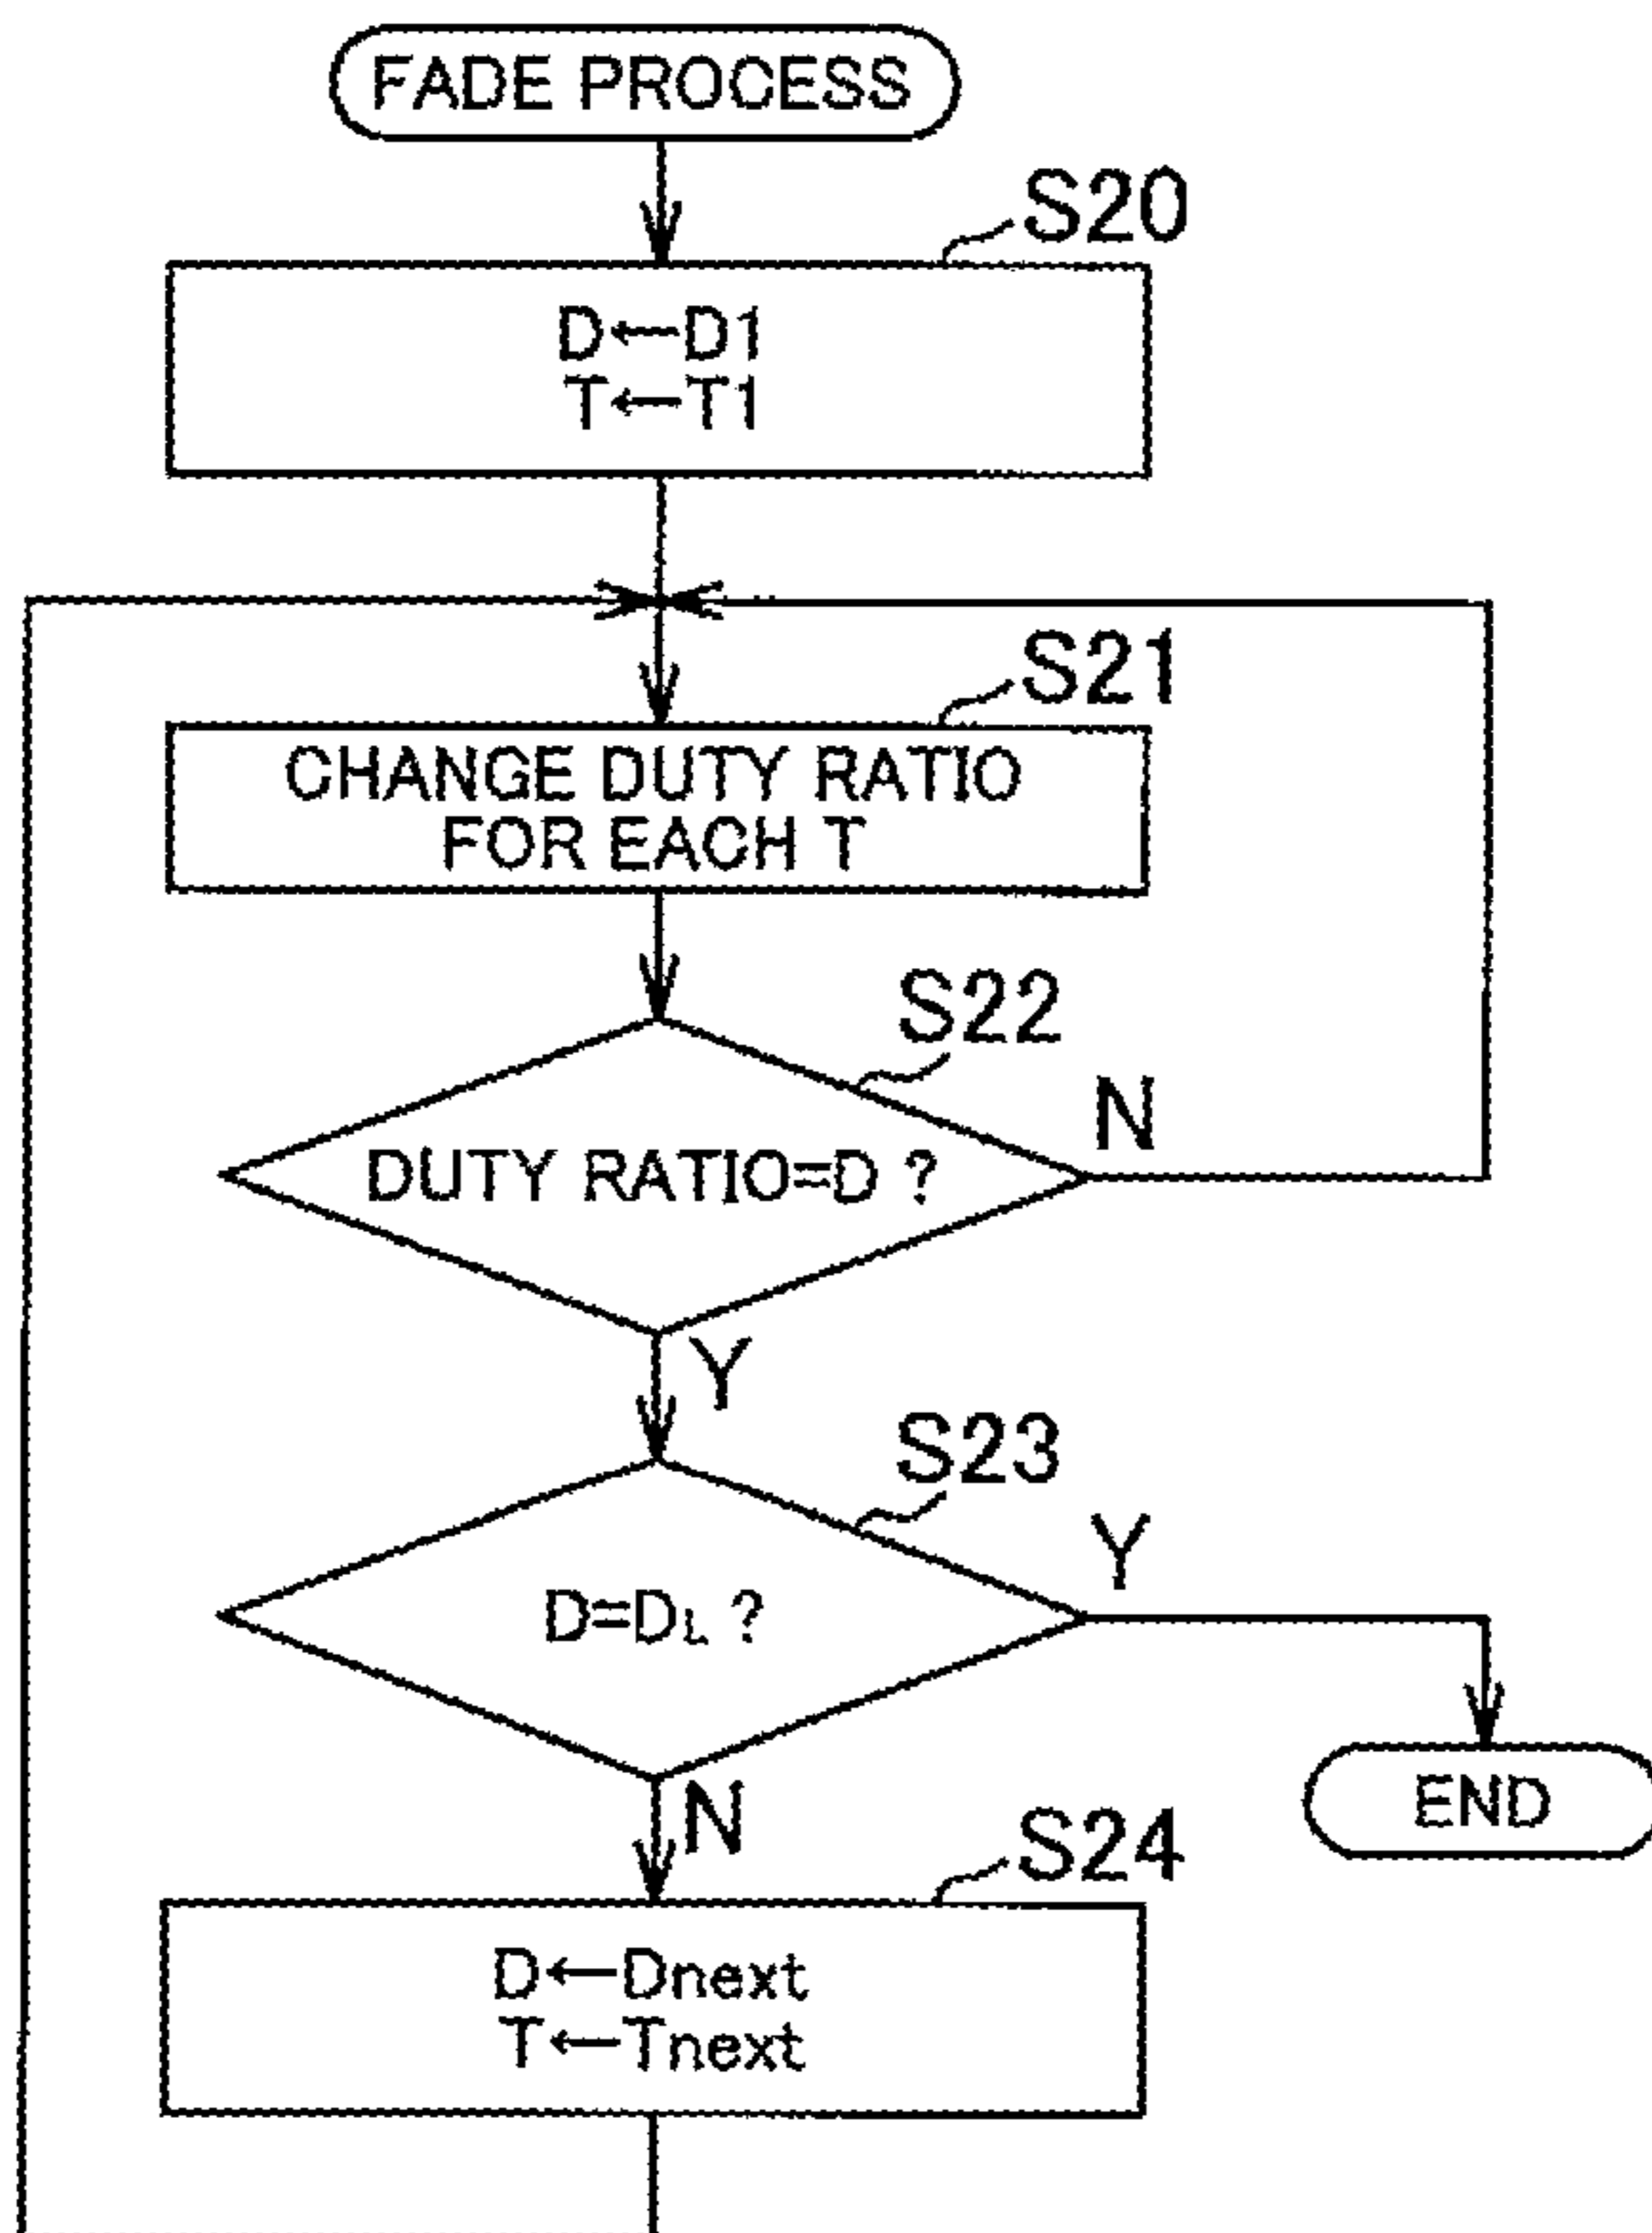 FADE PROCESS
S20
D←D1
T←T1
S21
CHANGE DUTY RATIO
FOR EACH T
S22
N
DUTY RATIO=D ?
Y
S23
Y
D=DL ?
END
N
S24
D←Dnext
T←Tnext